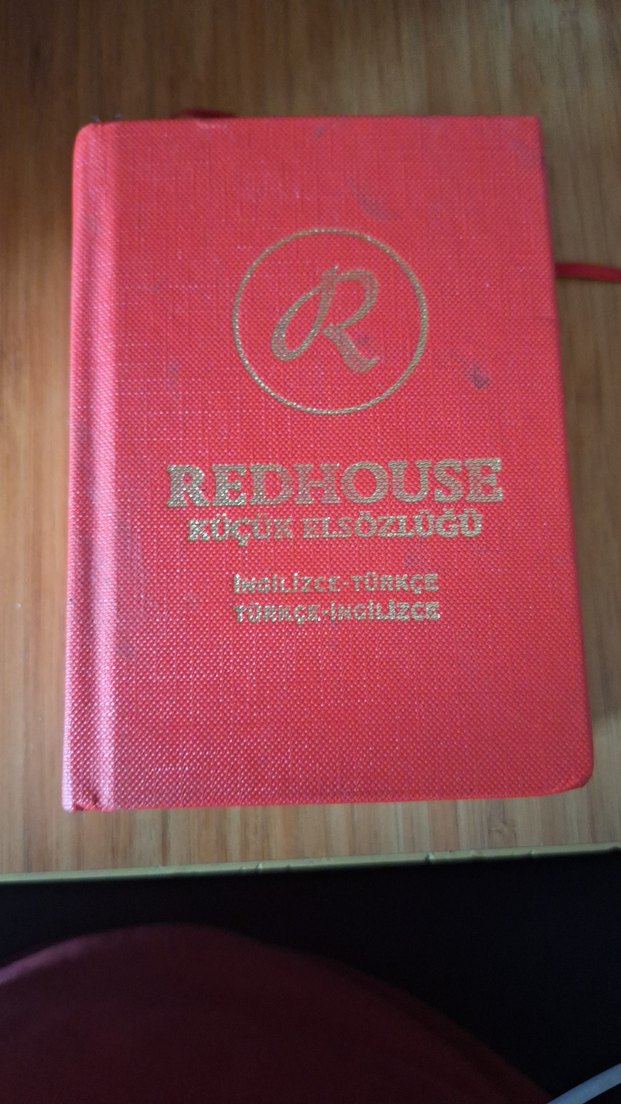 R
REDHOUSE
KÜÇÜK ELSÖZLÜĞÜ
İNGİLİZCE-TÜRKÇE
TÜRKÇE-İNGİLİZCE